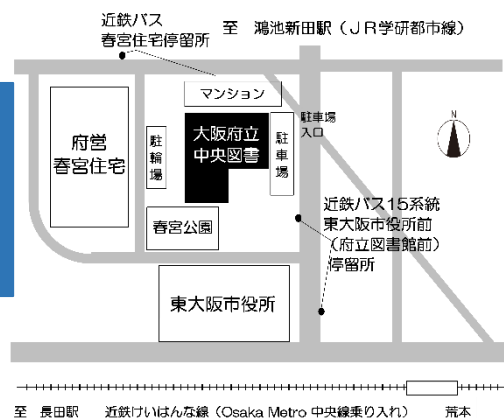 近鉄バス
春宮住宅停留所
至 鴻池新田駅（ＪＲ学研都市線）
マンション
駐車場
入口
N
府営
春宮住宅
駐輪場
大阪府立
中央図書
駐車場
近鉄バス15系統
東大阪市役所前
（府立図書館前）
停留所
春宮公園
東大阪市役所
至 長田駅 近鉄けいはんな線（Osaka Metro 中央線乗り入れ） 荒本